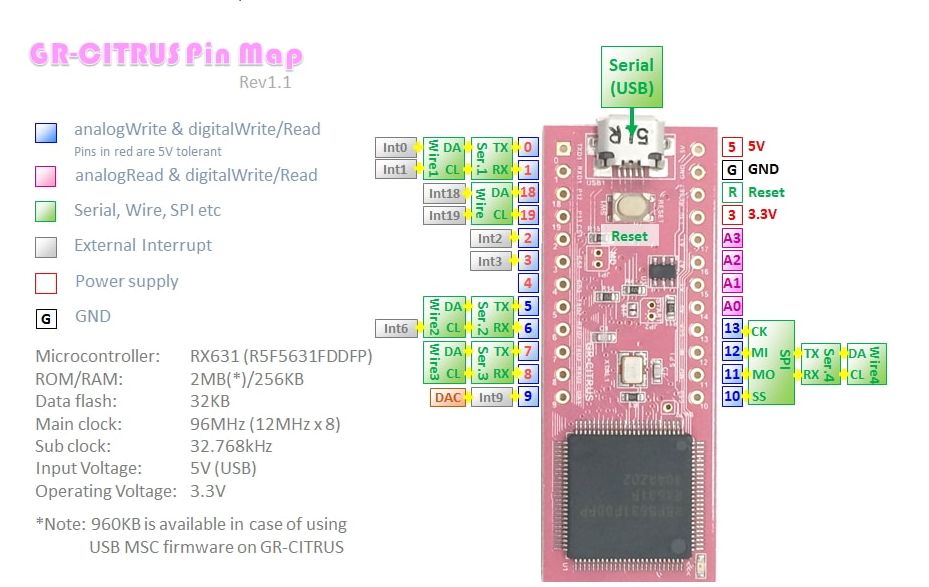 GR-CITRUS Pin Map
Rev1.1
analogWrite & digitalWrite/Read
Pins in red are 5V tolerant
analogRead & digitalWrite/Read
Serial, Wire, SPI etc
External Interrupt
Power supply
G GND
Microcontroller: RX631 (R5F5631FDDFP)
ROM/RAM: 2MB(*)/256KB
Data flash: 32KB
Main clock: 96MHz (12MHz x 8)
Sub clock: 32.768kHz
Input Voltage: 5V (USB)
Operating Voltage: 3.3V
*Note: 960KB is available in case of using
USB MSC firmware on GR-CITRUS
Serial
(USB)
Int0 Wire1 DA Ser.1 TX 0
Int1 CL RX 1
Int18 Wire DA 18
Int19 CL 19
Int2 2
Int3 3
4
Wire2 DA Ser.2 TX 5
Int6 CL RX 6
Wire3 DA Ser.3 TX 7
CL RX 8
DAC Int9 9
Reset
GR-CITRUS
5 5V
G GND
R Reset
3 3.3V
A3
A2
A1
A0
13 CK SPI
12 MI TX Ser.4 DA Wire4
11 MO RX CL
10 SS